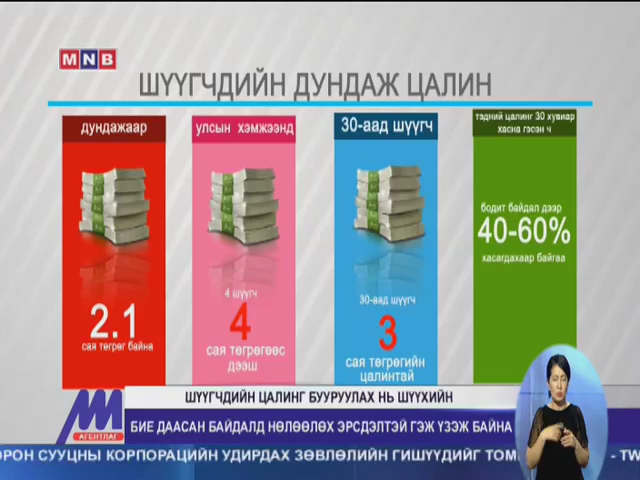 MNB
ШҮҮГЧДИЙН ДУНДАЖ ЦАЛИН
дундажаар
2.1
сая төгрөг байна
улсын хэмжээнд
4 шүүгч
4
сая төгрөгөөс
дээш
30-аад шүүгч
30-аад шүүгч
3
сая төгрөгийн
цалинтай
тэдний цалинг 30 хувиар
хасна гэсэн ч
бодит байдал дээр
40-60%
хасагдахаар байгаа
ШҮҮГЧДИЙН ЦАЛИНГ БУУРУУЛАХ НЬ ШҮҮХИЙН
БИЕ ДААСАН БАЙДАЛД НӨЛӨӨЛӨХ ЭРСДЭЛТЭЙ ГЭЖ ҮЗЭЖ БАЙНА
АГЕНТЛАГ
ОРОН СУУЦНЫ КОРПОРАЦИЙН УДИРДАХ ЗӨВЛӨЛИЙН ГИШҮҮДИЙГ ТОМ - TW